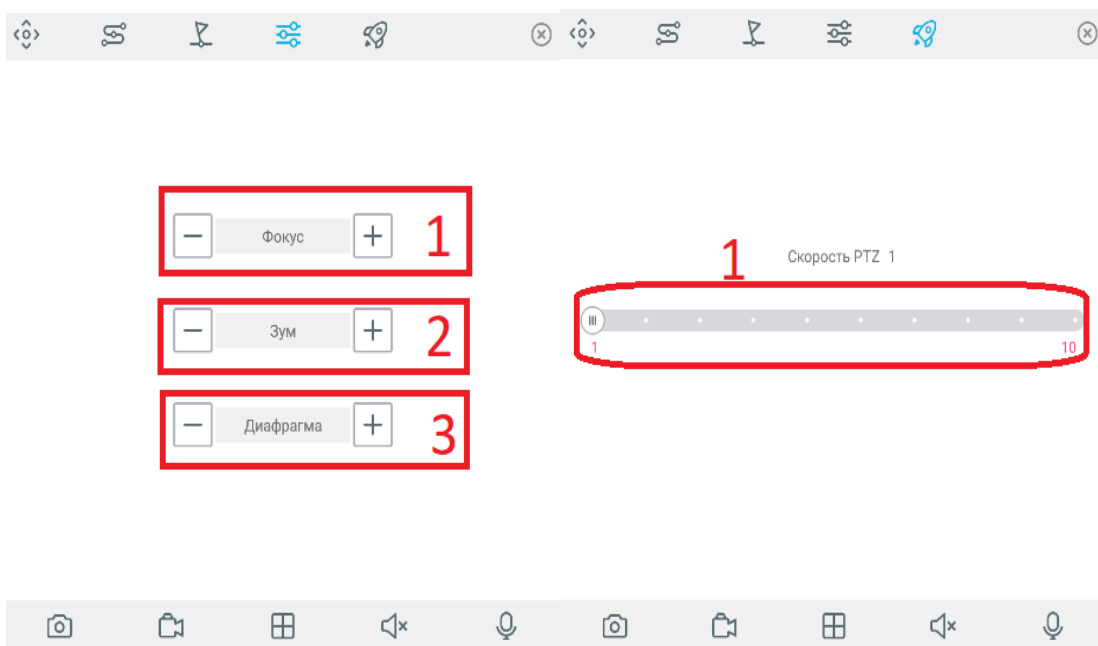 − Фокус + 1
− Зум + 2
− Диафрагма + 3
1 Скорость PTZ 1
1 10